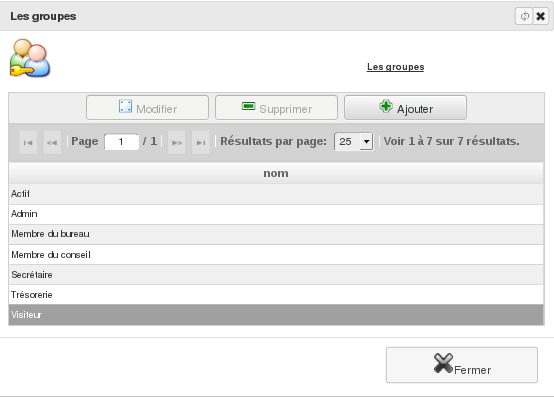 Les groupes
Les groupes
Modifier Supprimer Ajouter
Page 1 / 1 Résultats par page: 25 Voir 1 à 7 sur 7 résultats.
nom
Actif
Admin
Membre du bureau
Membre du conseil
Secrétaire
Trésorerie
Visiteur
Fermer